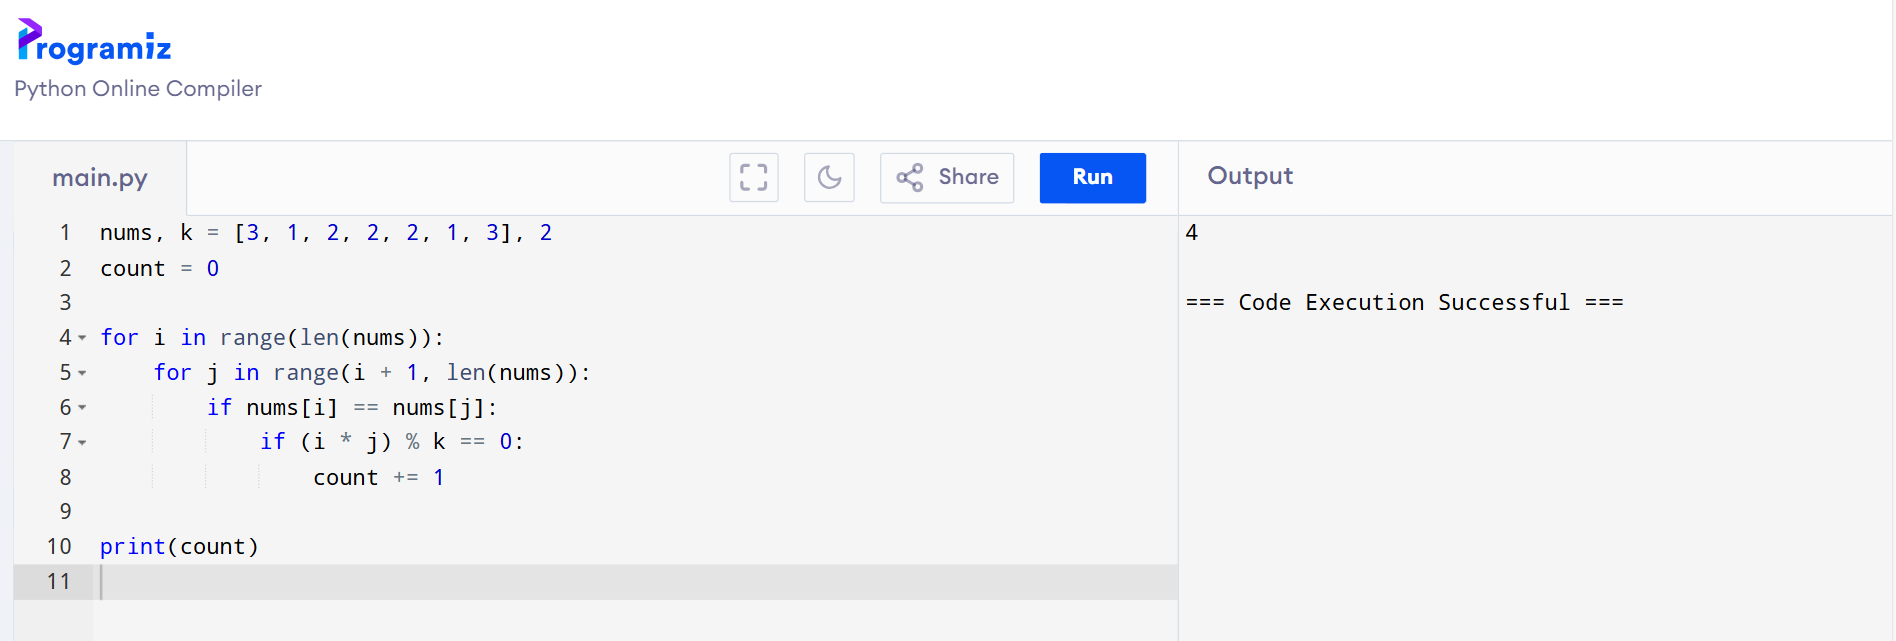 Programiz
Python Online Compiler
main.py
Share
Run
Output
1 nums, k = [3, 1, 2, 2, 2, 1, 3], 2
2 count = 0
3
4 for i in range(len(nums)):
5     for j in range(i + 1, len(nums)):
6         if nums[i] == nums[j]:
7             if (i * j) % k == 0:
8                 count += 1
9
10 print(count)
11
4
=== Code Execution Successful ===